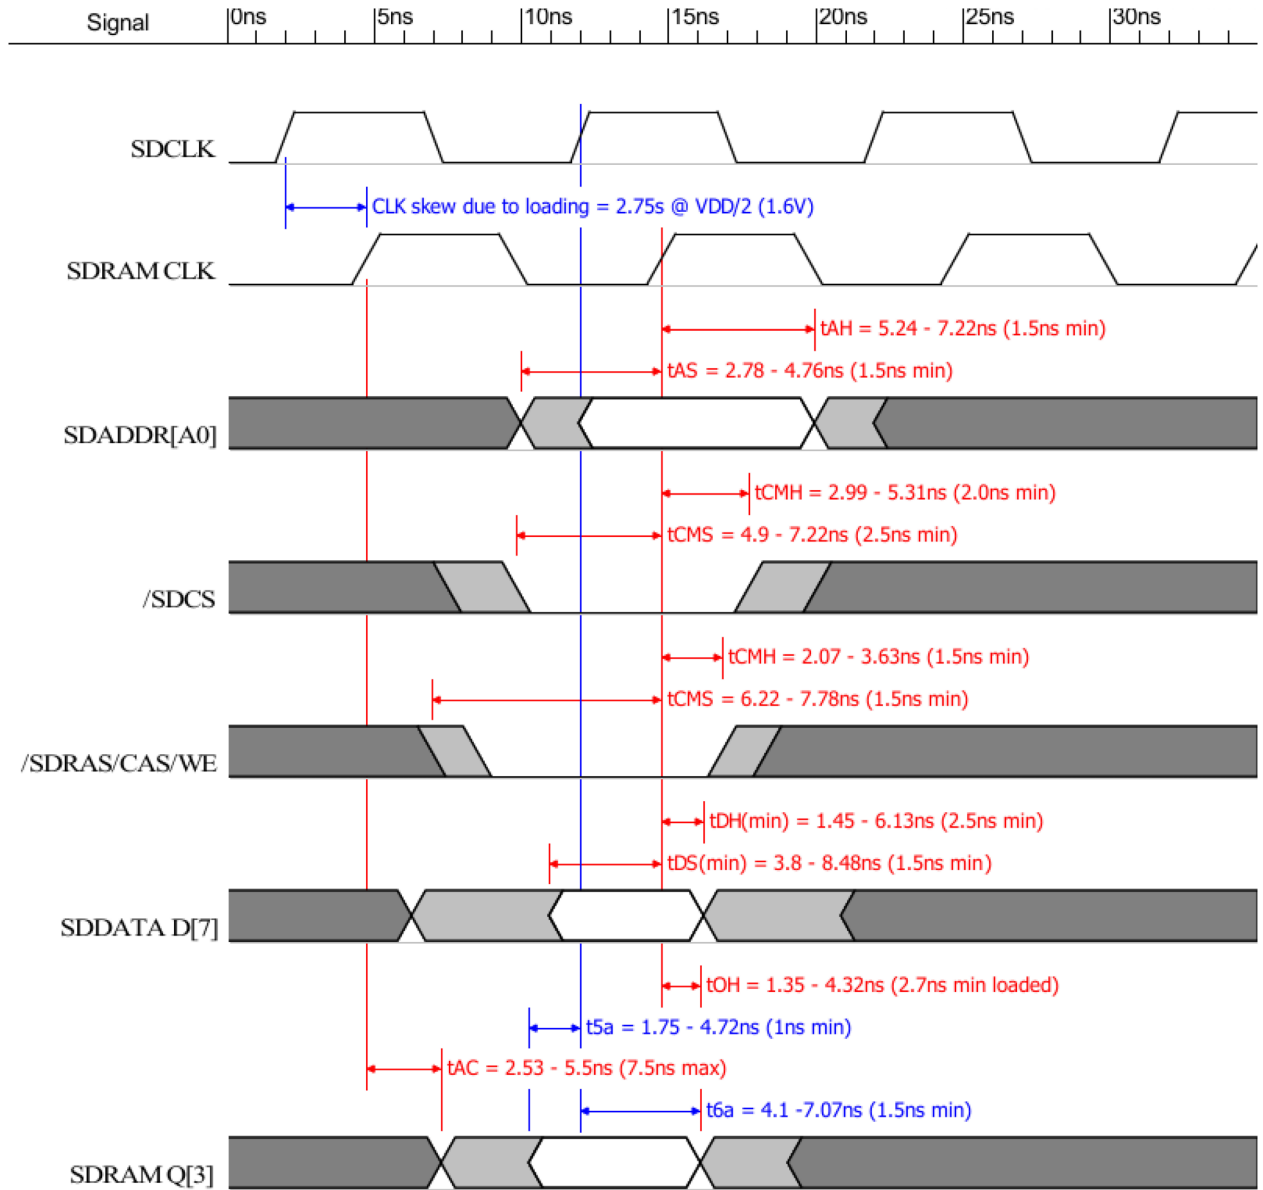 Signal 0ns 5ns 10ns 15ns 20ns 25ns 30ns
SDCLK
CLK skew due to loading = 2.75s @ VDD/2 (1.6V)
SDRAM CLK
tAH = 5.24 - 7.22ns (1.5ns min)
tAS = 2.78 - 4.76ns (1.5ns min)
SDADDR[A0]
tCMH = 2.99 - 5.31ns (2.0ns min)
tCMS = 4.9 - 7.22ns (2.5ns min)
/SDCS
tCMH = 2.07 - 3.63ns (1.5ns min)
tCMS = 6.22 - 7.78ns (1.5ns min)
/SDRAS/CAS/WE
tDH(min) = 1.45 - 6.13ns (2.5ns min)
tDS(min) = 3.8 - 8.48ns (1.5ns min)
SDDATA D[7]
tOH = 1.35 - 4.32ns (2.7ns min loaded)
t5a = 1.75 - 4.72ns (1ns min)
tAC = 2.53 - 5.5ns (7.5ns max)
t6a = 4.1 -7.07ns (1.5ns min)
SDRAM Q[3]